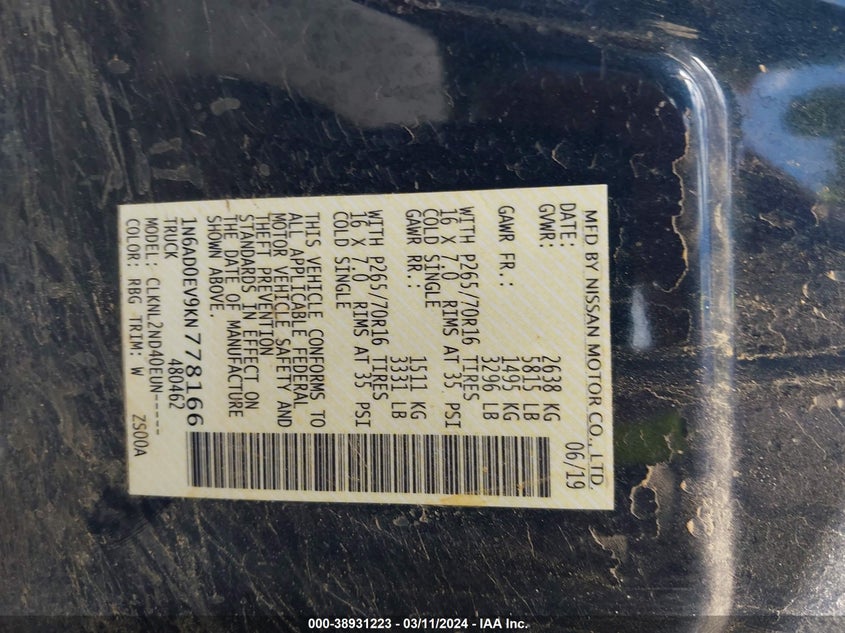 MFD BY NISSAN MOTOR CO., LTD.
DATE: 06/19
GVWR: 2638 KG
5815 LB
GAWR FR.: 1495 KG
3296 LB
WITH P265/70R16 TIRES
16 X 7.0 RIMS AT 35 PSI
COLD SINGLE
GAWR RR.: 1511 KG
3331 LB
WITH P265/70R16 TIRES
16 X 7.0 RIMS AT 35 PSI
COLD SINGLE
THIS VEHICLE CONFORMS TO
ALL APPLICABLE FEDERAL
MOTOR VEHICLE SAFETY AND
THEFT PREVENTION
STANDARDS IN EFFECT ON
THE DATE OF MANUFACTURE
SHOWN ABOVE.
1N6AD0EV9KN778166
TRUCK 480462
MODEL: CLKNL2ND40EUN-----
COLOR: RBG TRIM: W ZS00A
000-38931223 - 03/11/2024 - IAA Inc.